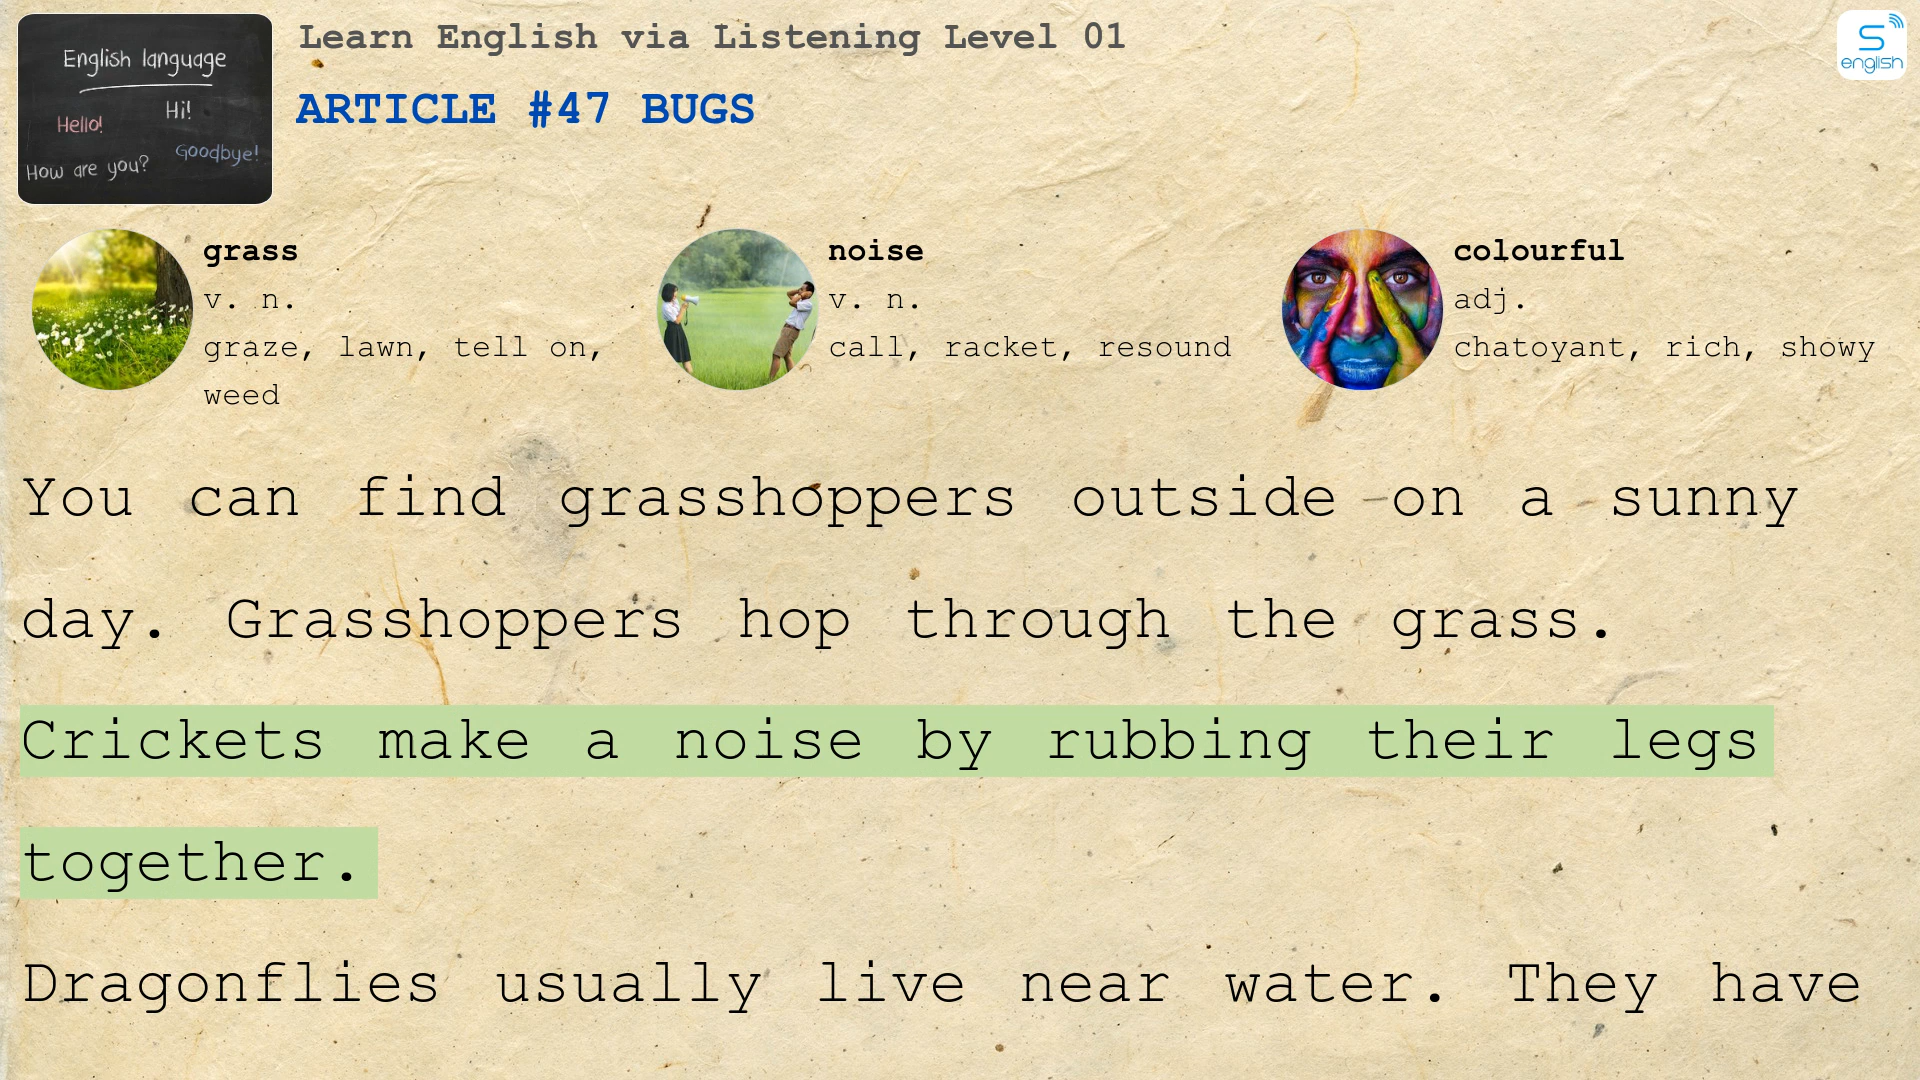 English language
Hello!
Hi!
How are you?
Goodbye!
Learn English via Listening Level 01
ARTICLE #47 BUGS
S
english
grass
v. n.
graze, lawn, tell on,
weed
noise
v. n.
call, racket, resound
colourful
adj.
chatoyant, rich, showy
You can find grasshoppers outside on a sunny
day. Grasshoppers hop through the grass.
Crickets make a noise by rubbing their legs
together.
Dragonflies usually live near water. They have